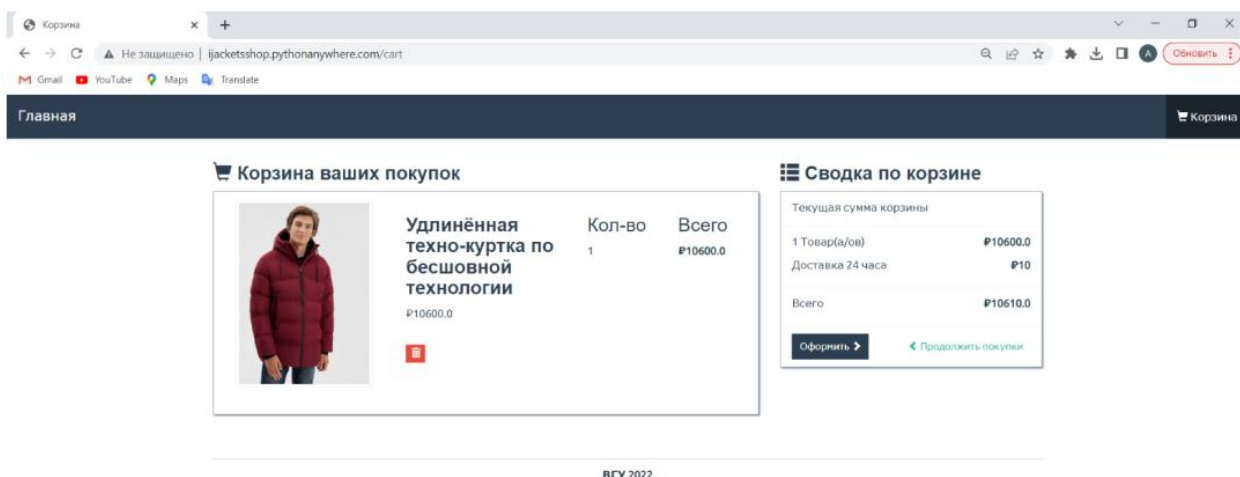 Корзина
Не защищено | ijacketsshop.pythonanywhere.com/cart
Обновить
Gmail YouTube Maps Translate
Главная
Корзина
Корзина ваших покупок
Удлинённая
техно-куртка по
бесшовной
технологии
₽10600.0
Кол-во
1
Всего
₽10600.0
Сводка по корзине
Текущая сумма корзины
1 Товар(а/ов) ₽10600.0
Доставка 24 часа ₽10
Всего ₽10610.0
Оформить
Продолжить покупки
ВГУ 2022